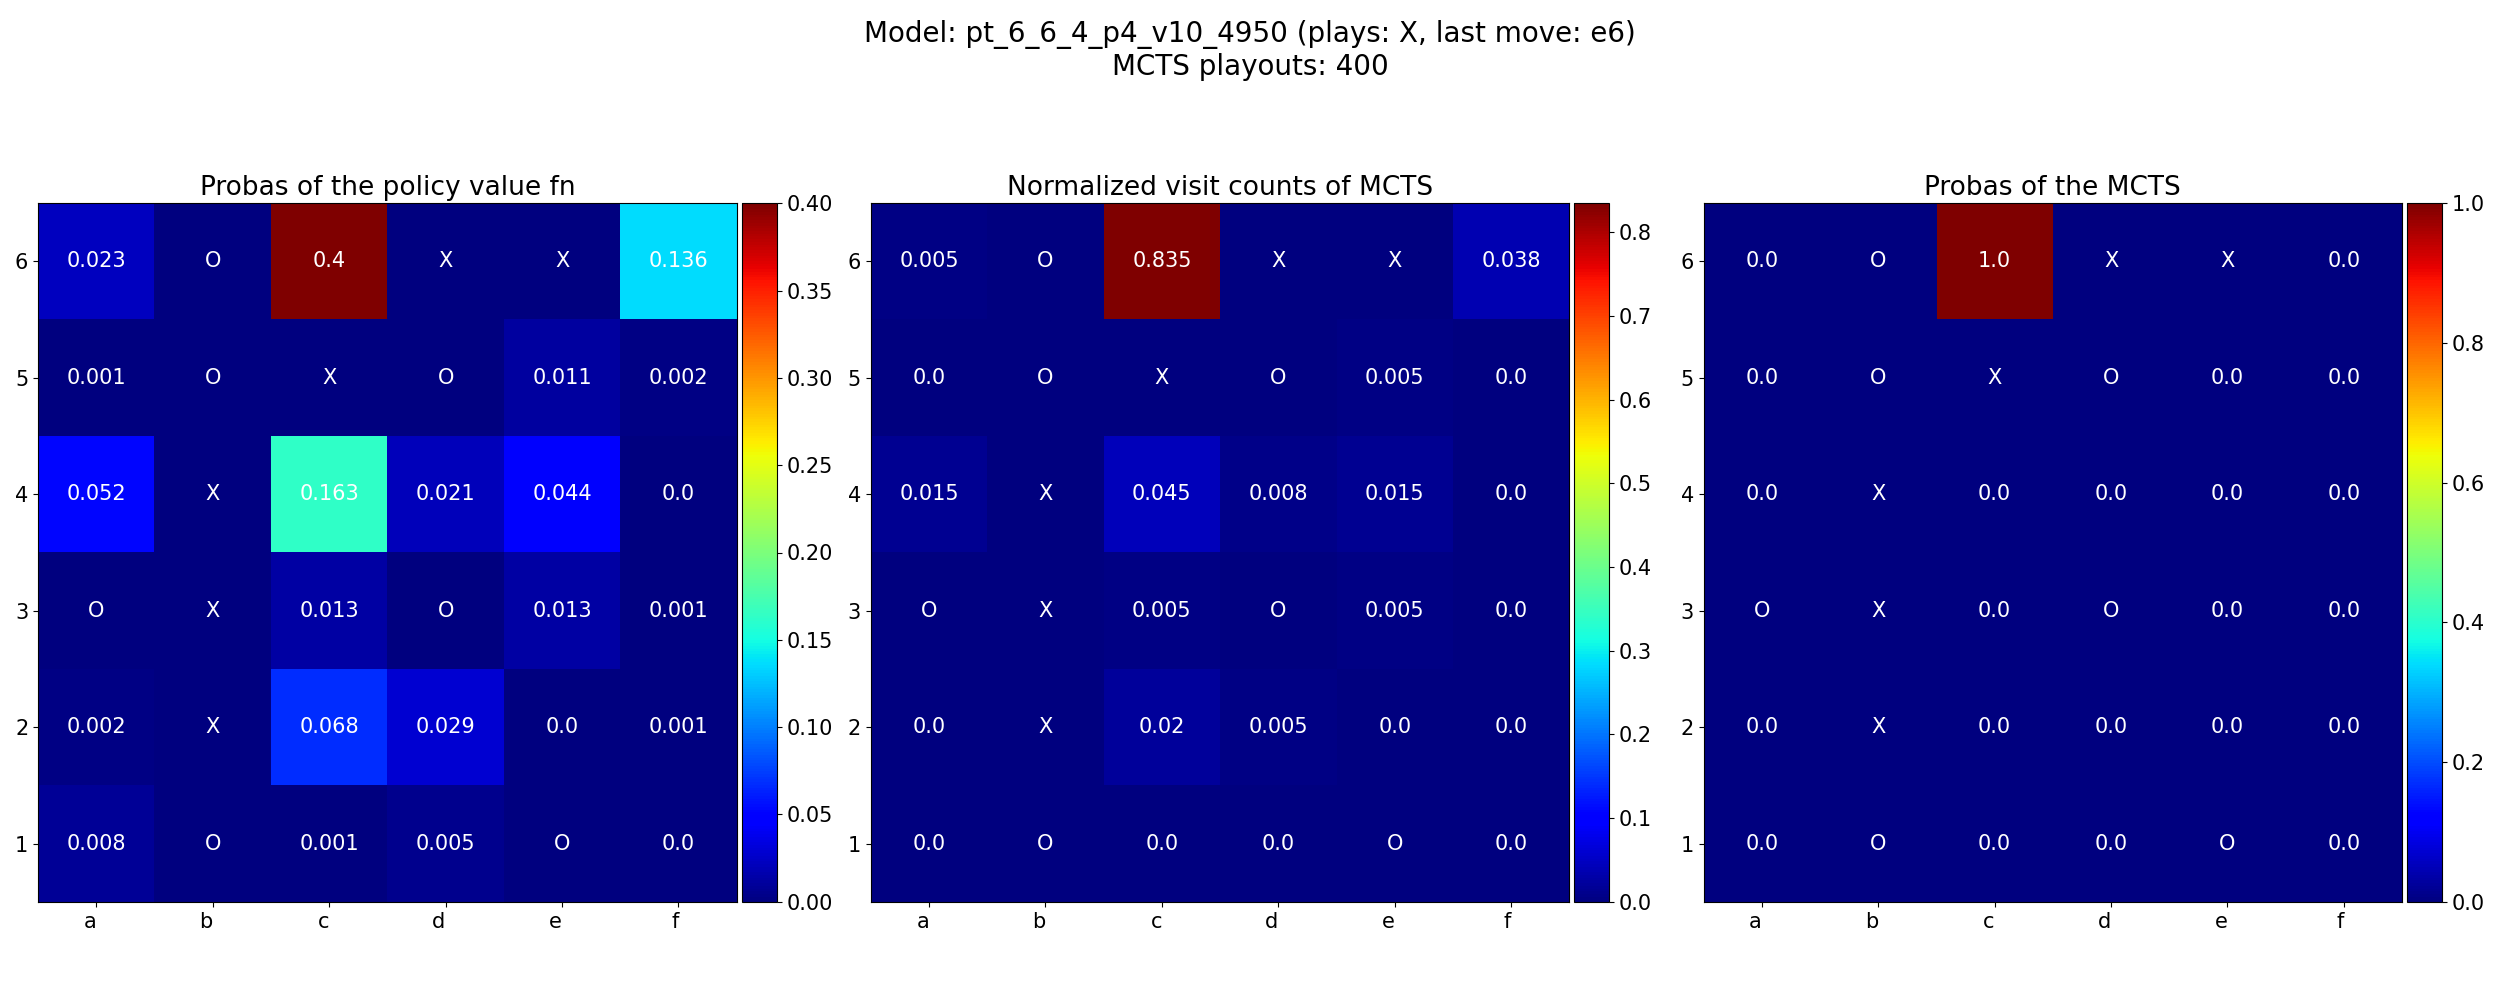 Model: pt_6_6_4_p4_v10_4950 (plays: X, last move: e6)
MCTS playouts: 400
Probas of the policy value fn
6 0.023 O 0.4 X X 0.136
5 0.001 O X O 0.011 0.002
4 0.052 X 0.163 0.021 0.044 0.0
3 O X 0.013 O 0.013 0.001
2 0.002 X 0.068 0.029 0.0 0.001
1 0.008 O 0.001 0.005 O 0.0
a b c d e f
0.40
0.35
0.30
0.25
0.20
0.15
0.10
0.05
0.00
Normalized visit counts of MCTS
6 0.005 O 0.835 X X 0.038
5 0.0 O X O 0.005 0.0
4 0.015 X 0.045 0.008 0.015 0.0
3 O X 0.005 O 0.005 0.0
2 0.0 X 0.02 0.005 0.0 0.0
1 0.0 O 0.0 0.0 O 0.0
a b c d e f
0.8
0.7
0.6
0.5
0.4
0.3
0.2
0.1
0.0
Probas of the MCTS
6 0.0 O 1.0 X X 0.0
5 0.0 O X O 0.0 0.0
4 0.0 X 0.0 0.0 0.0 0.0
3 O X 0.0 O 0.0 0.0
2 0.0 X 0.0 0.0 0.0 0.0
1 0.0 O 0.0 0.0 O 0.0
a b c d e f
1.0
0.8
0.6
0.4
0.2
0.0